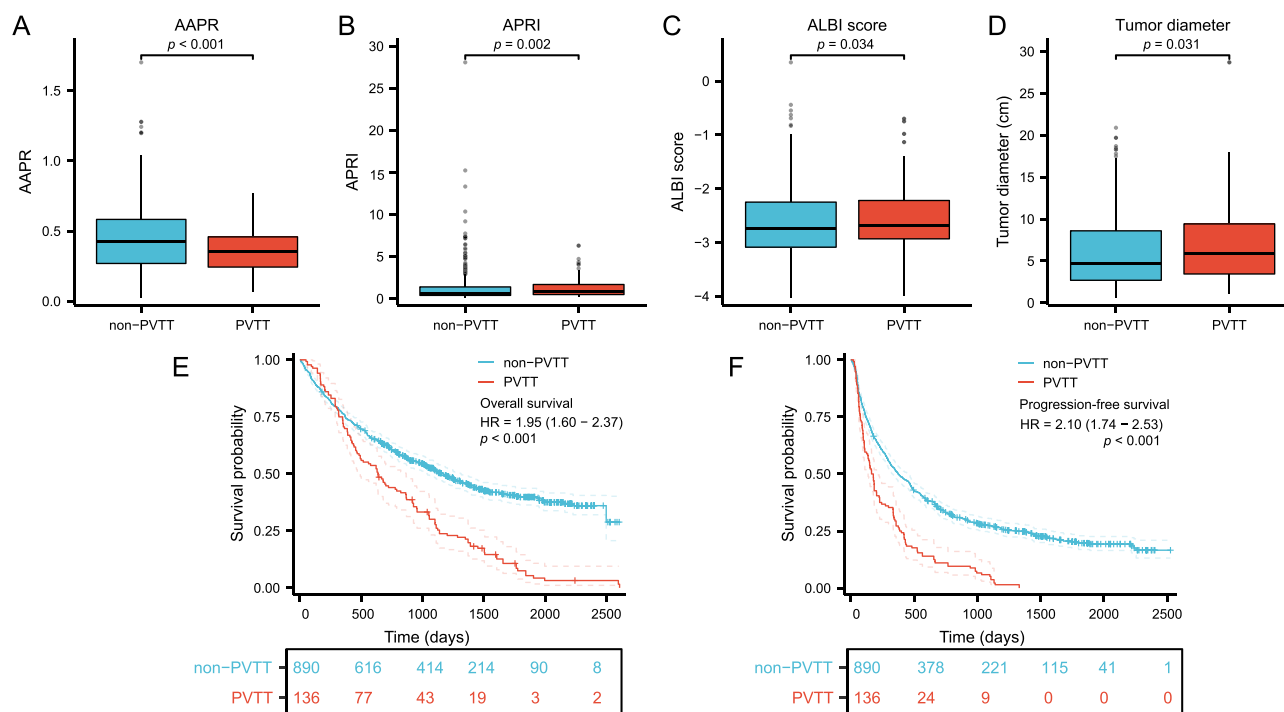 A
AAPR
p < 0.001
AAPR
1.5
1.0
0.5
0.0
non−PVTT PVTT
B
APRI
p = 0.002
APRI
30
25
20
15
10
5
0
non−PVTT PVTT
C
ALBI score
p = 0.034
ALBI score
0
−1
−2
−3
−4
non−PVTT PVTT
D
Tumor diameter
p = 0.031
Tumor diameter (cm)
30
25
20
15
10
5
0
non−PVTT PVTT
E
non−PVTT
PVTT
Overall survival
HR = 1.95 (1.60 − 2.37)
p < 0.001
Survival probability
1.00
0.75
0.50
0.25
0.00
0 500 1000 1500 2000 2500
Time (days)
non−PVTT 890 616 414 214 90 8
PVTT 136 77 43 19 3 2
F
non−PVTT
PVTT
Progression-free survival
HR = 2.10 (1.74 − 2.53)
p < 0.001
Survival probability
1.00
0.75
0.50
0.25
0.00
0 500 1000 1500 2000 2500
Time (days)
non−PVTT 890 378 221 115 41 1
PVTT 136 24 9 0 0 0